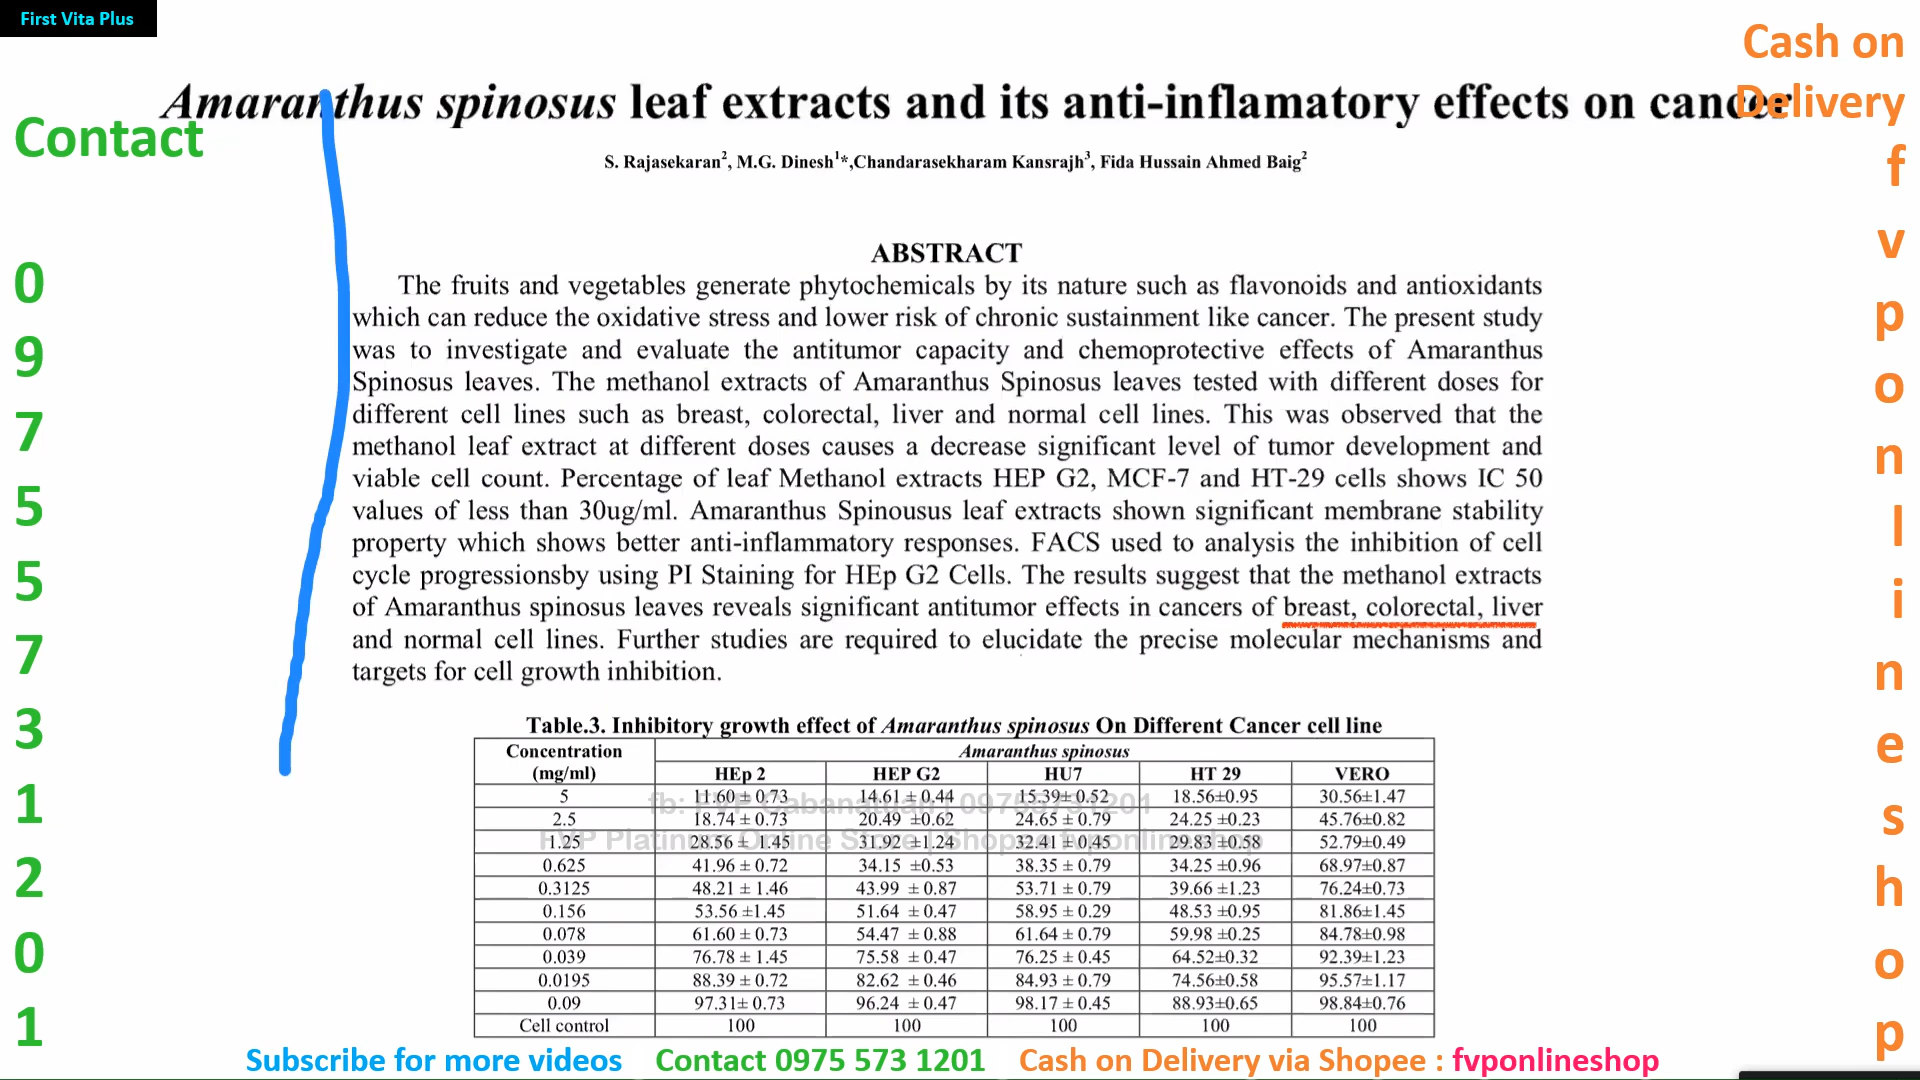 First Vita Plus
Cash on
Delivery
Amaranthus spinosus leaf extracts and its anti-inflamatory effects on cancer
Contact
S. Rajasekaran2, M.G. Dinesh1*,Chandarasekharam Kansrajh3, Fida Hussain Ahmed Baig2
ABSTRACT
The fruits and vegetables generate phytochemicals by its nature such as flavonoids and antioxidants
which can reduce the oxidative stress and lower risk of chronic sustainment like cancer. The present study
was to investigate and evaluate the antitumor capacity and chemoprotective effects of Amaranthus
Spinosus leaves. The methanol extracts of Amaranthus Spinosus leaves tested with different doses for
different cell lines such as breast, colorectal, liver and normal cell lines. This was observed that the
methanol leaf extract at different doses causes a decrease significant level of tumor development and
viable cell count. Percentage of leaf Methanol extracts HEP G2, MCF-7 and HT-29 cells shows IC 50
values of less than 30ug/ml. Amaranthus Spinousus leaf extracts shown significant membrane stability
property which shows better anti-inflammatory responses. FACS used to analysis the inhibition of cell
cycle progressionsby using PI Staining for HEp G2 Cells. The results suggest that the methanol extracts
of Amaranthus spinosus leaves reveals significant antitumor effects in cancers of breast, colorectal, liver
and normal cell lines. Further studies are required to elucidate the precise molecular mechanisms and
targets for cell growth inhibition.
Table.3. Inhibitory growth effect of Amaranthus spinosus On Different Cancer cell line
Concentration (mg/ml) Amaranthus spinosus
HEp 2 HEP G2 HU7 HT 29 VERO
5 11.60 ± 0.73 14.61 ± 0.44 15.39± 0.52 18.56±0.95 30.56±1.47
2.5 18.74 ± 0.73 20.49 ±0.62 24.65 ± 0.79 24.25 ±0.23 45.76±0.82
1.25 28.56 ± 1.45 31.92 ±1.24 32.41 ± 0.45 29.83 ±0.58 52.79±0.49
0.625 41.96 ± 0.72 34.15 ±0.53 38.35 ± 0.79 34.25 ±0.96 68.97±0.87
0.3125 48.21 ± 1.46 43.99 ± 0.87 53.71 ± 0.79 39.66 ±1.23 76.24±0.73
0.156 53.56 ±1.45 51.64 ± 0.47 58.95 ± 0.29 48.53 ±0.95 81.86±1.45
0.078 61.60 ± 0.73 54.47 ± 0.88 61.64 ± 0.79 59.98 ±0.25 84.78±0.98
0.039 76.78 ± 1.45 75.58 ± 0.47 76.25 ± 0.45 64.52±0.32 92.39±1.23
0.0195 88.39 ± 0.72 82.62 ± 0.46 84.93 ± 0.79 74.56±0.58 95.57±1.17
0.09 97.31± 0.73 96.24 ± 0.47 98.17 ± 0.45 88.93±0.65 98.84±0.76
Cell control 100 100 100 100 100
fb: FVP Cabanatuan | 09755731201
FVP Platinum Online Store | Shopee fvponlineshop
0
9
7
5
5
7
3
1
2
0
1
f
v
p
o
n
l
i
n
e
s
h
o
p
Subscribe for more videos Contact 0975 573 1201 Cash on Delivery via Shopee : fvponlineshop